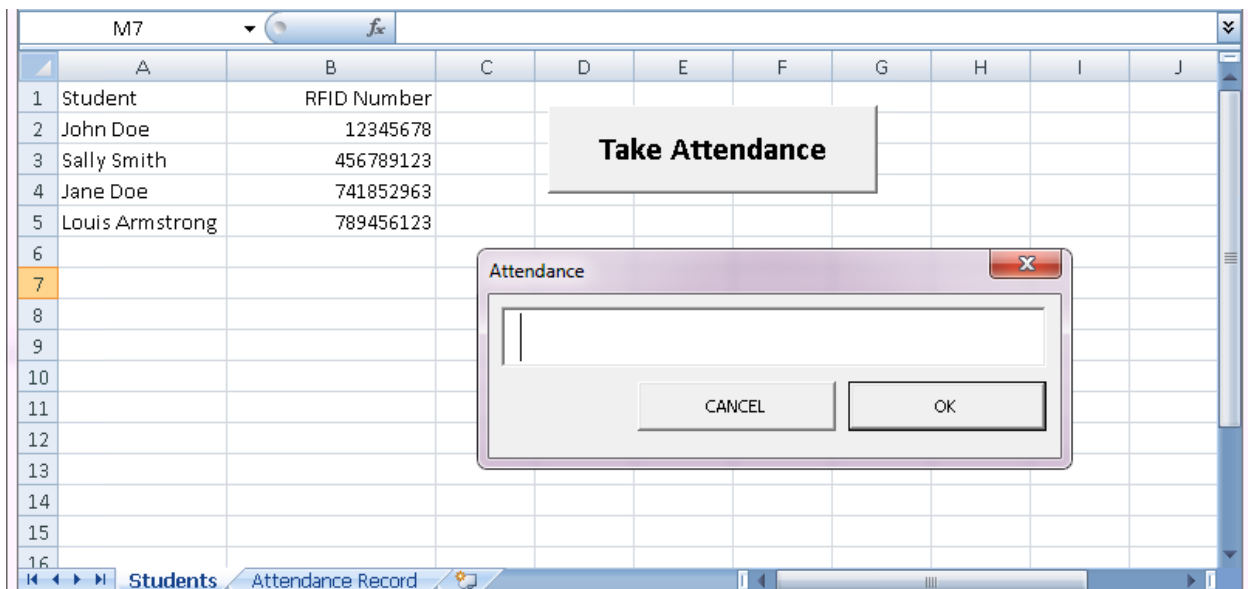 M7 fx
A B C D E F G H I J
1 Student RFID Number
2 John Doe 12345678
3 Sally Smith 456789123
4 Jane Doe 741852963
5 Louis Armstrong 789456123
Take Attendance
6
7
8
9
10
11
12
13
14
15
16
Attendance
CANCEL OK
Students Attendance Record